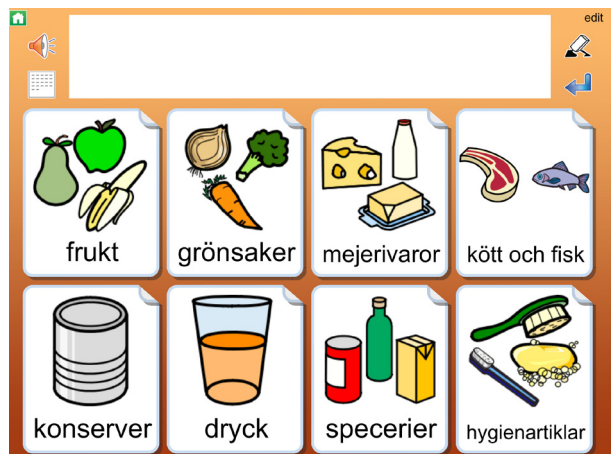 edit
frukt
grönsaker
mejerivaror
kött och fisk
konserver
dryck
specerier
hygienartiklar